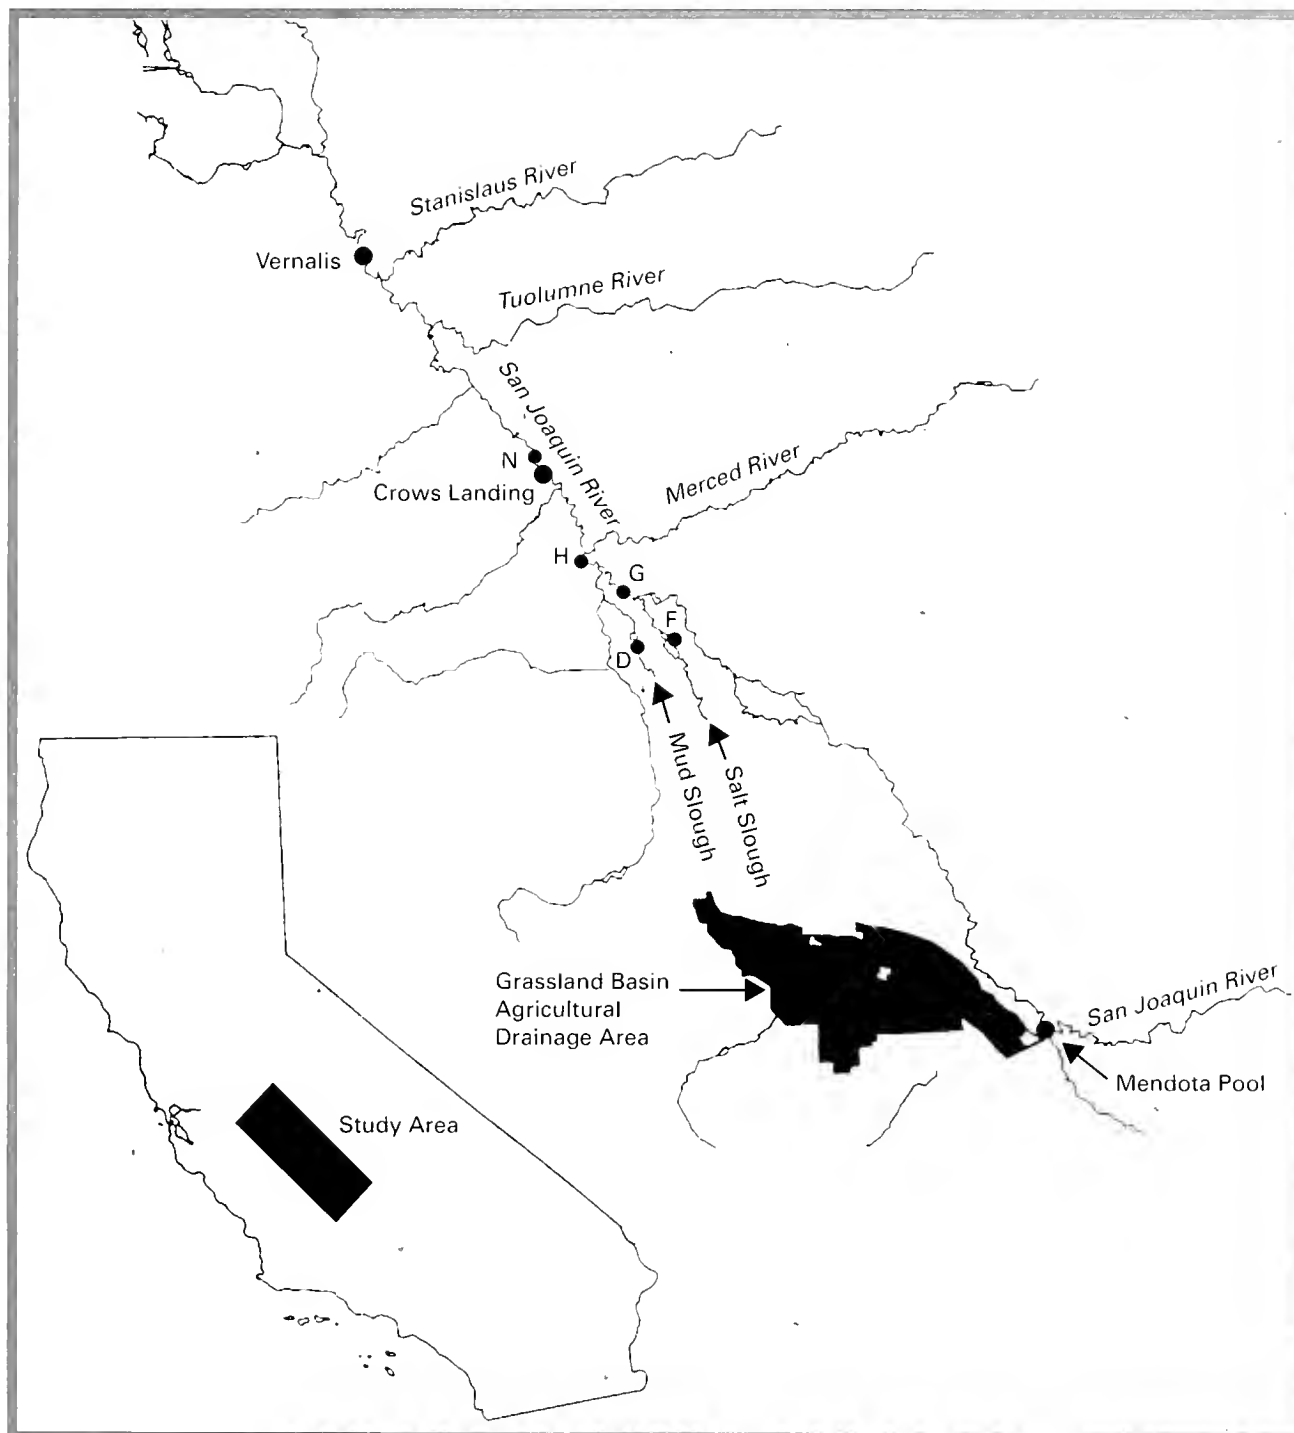 Stanislaus River
Vernalis
Tuolumne River
San Joaquin River
N
Crows Landing
Merced River
H
G
F
D
Mud Slough
Salt Slough
Grassland Basin
Agricultural
Drainage Area
San Joaquin River
Mendota Pool
Study Area